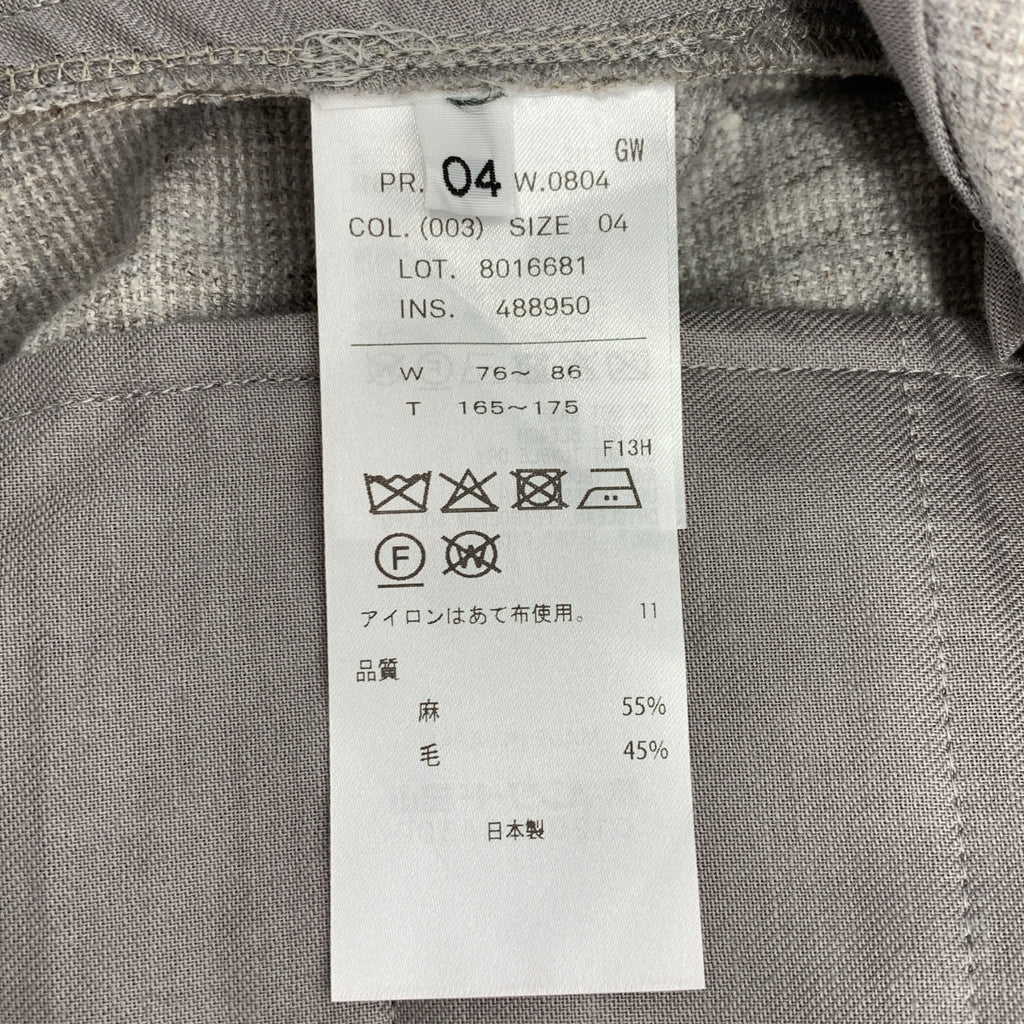 GW
PR. 04 W.0804
COL. (003) SIZE 04
LOT. 8016681
INS. 488950
W 76～ 86
T 165～175
F13H
F W
アイロンはあて布使用。 11
品質
麻 55%
毛 45%
日本製